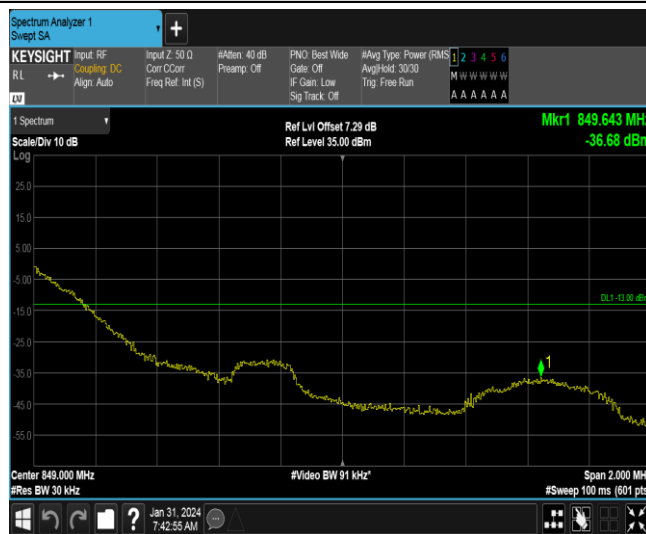 Spectrum Analyzer 1
Swept SA
+
KEYSIGHT Input: RF Input Z: 50 Ω #Atten: 40 dB PNO: Best Wide #Avg Type: Power (RMS 1 2 3 4 5 6
RL Coupling: DC Corr CCorr Preamp: Off Gate: Off Avg|Hold: 30/30 M W W W W W
Align: Auto Freq Ref: Int (S) IF Gain: Low Trig: Free Run
Sig Track: Off A A A A A A
LXI
1 Spectrum Ref Lvl Offset 7.29 dB Mkr1 849.643 MHz
Scale/Div 10 dB Ref Level 35.00 dBm -36.68 dBm
Log
25.0
15.0
5.00
-5.00
DL1 -13.00 dBm
-15.0
-25.0
1
-35.0
-45.0
-55.0
Center 849.000 MHz #Video BW 91 kHz* Span 2.000 MHz
#Res BW 30 kHz #Sweep 100 ms (601 pts
? Jan 31, 2024
7:42:55 AM